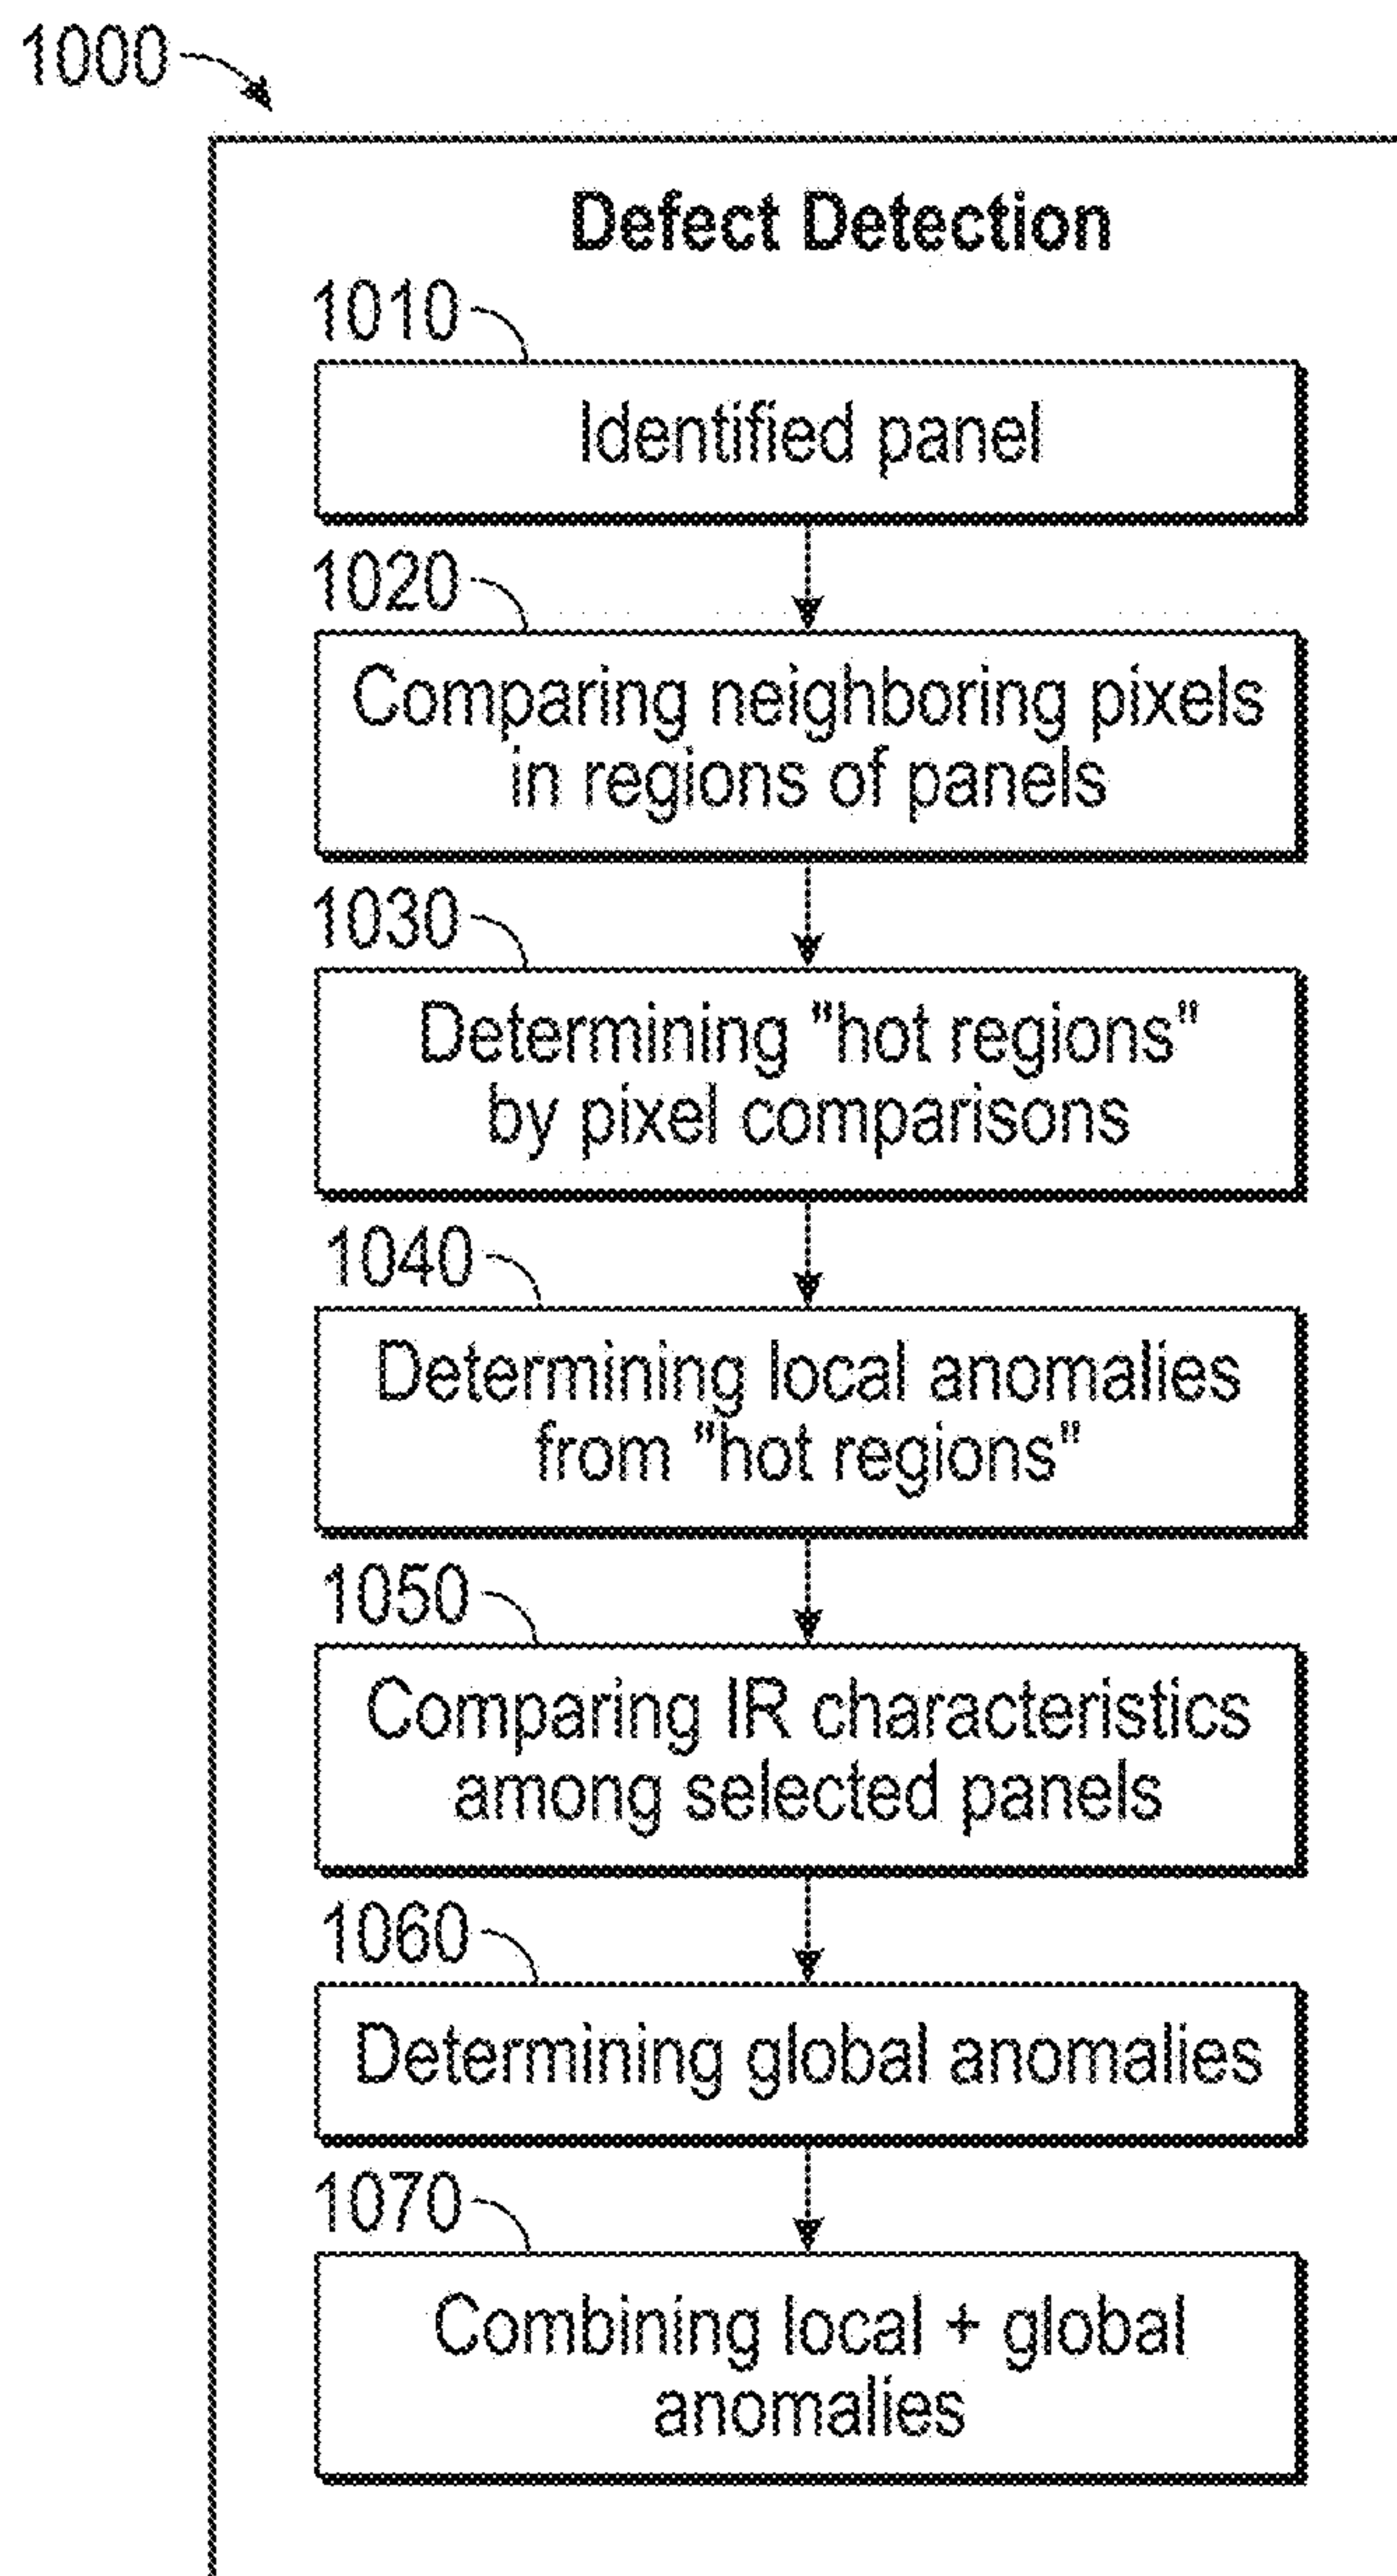 1000
Defect Detection
1010
Identified panel
1020
Comparing neighboring pixels
in regions of panels
1030
Determining "hot regions"
by pixel comparisons
1040
Determining local anomalies
from "hot regions"
1050
Comparing IR characteristics
among selected panels
1060
Determining global anomalies
1070
Combining local + global
anomalies